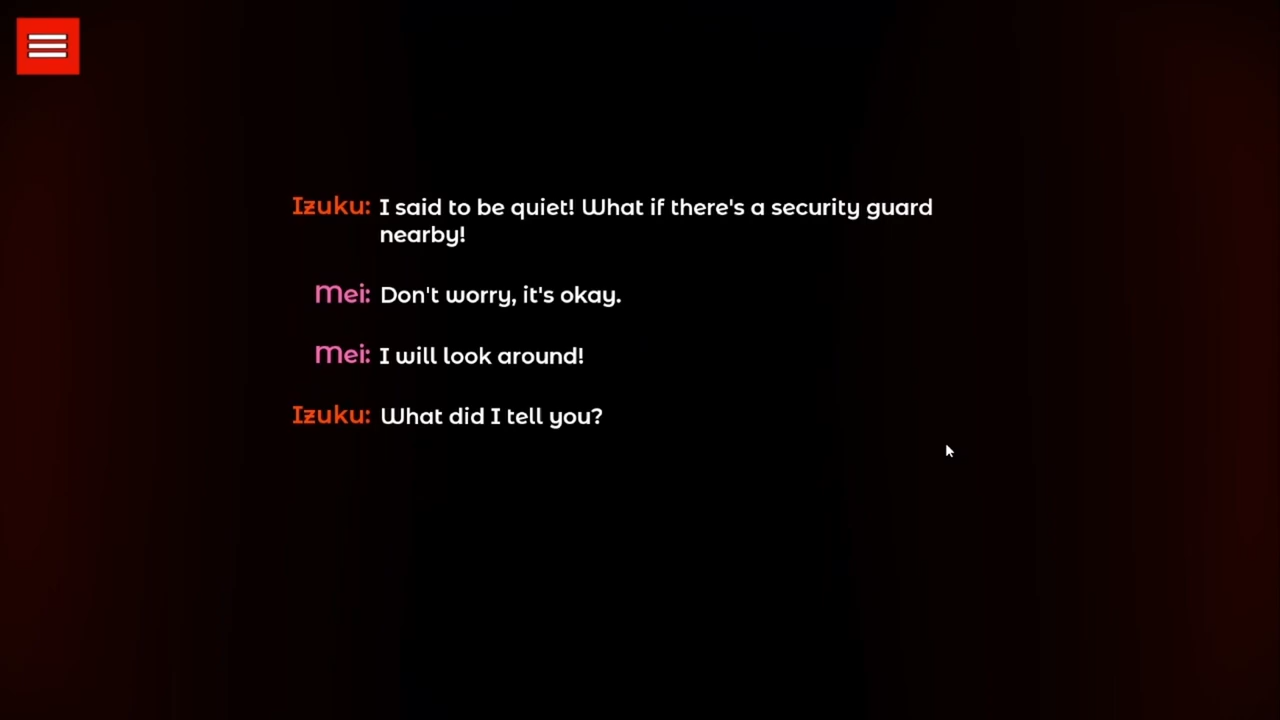 Izuku: I said to be quiet! What if there's a security guard
nearby!
Mei: Don't worry, it's okay.
Mei: I will look around!
Izuku: What did I tell you?